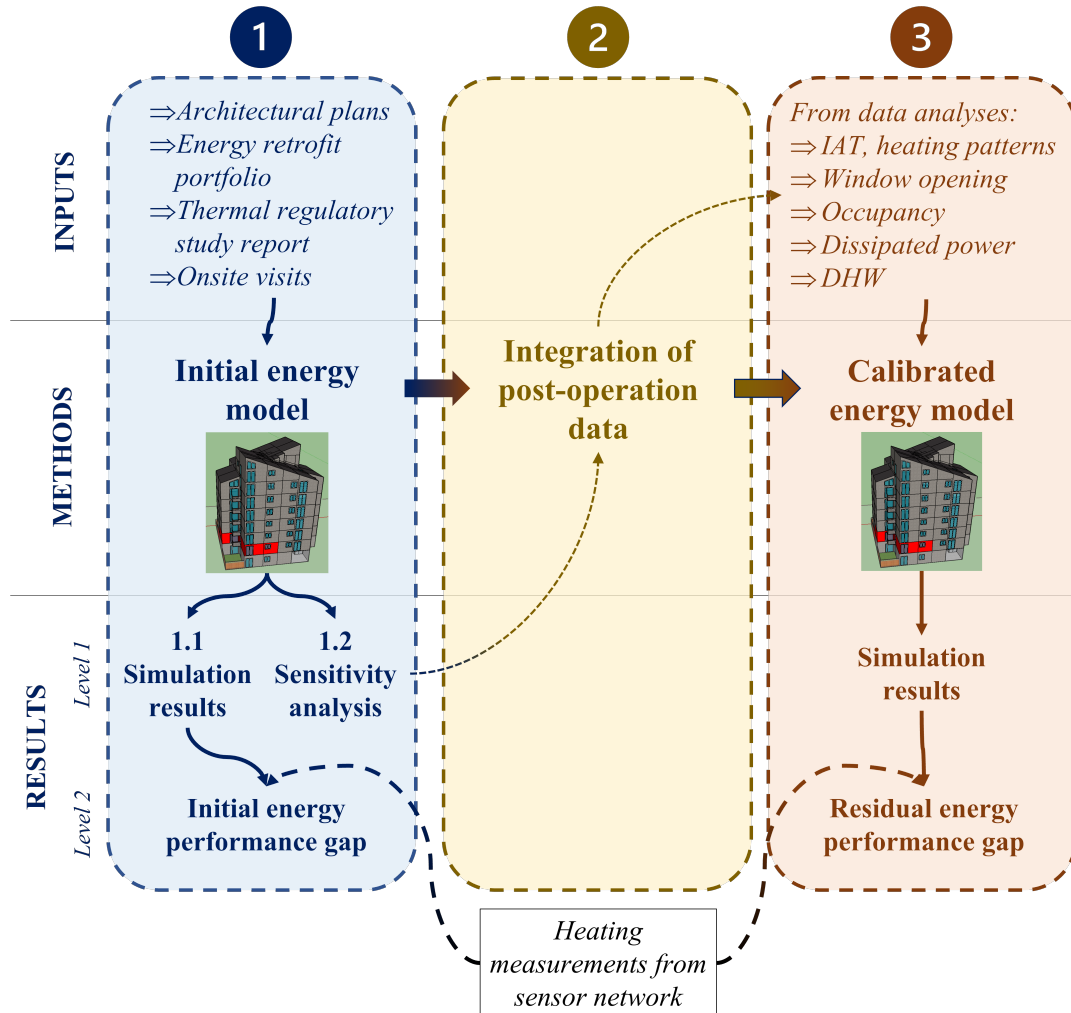 1
2
3
INPUTS
⇒Architectural plans
⇒Energy retrofit
portfolio
⇒Thermal regulatory
study report
⇒Onsite visits
From data analyses:
⇒IAT, heating patterns
⇒Window opening
⇒Occupancy
⇒Dissipated power
⇒DHW
METHODS
Initial energy
model
Integration of
post-operation
data
Calibrated
energy model
RESULTS
Level 1
1.1
Simulation
results
1.2
Sensitivity
analysis
Simulation
results
Level 2
Initial energy
performance gap
Residual energy
performance gap
Heating
measurements from
sensor network